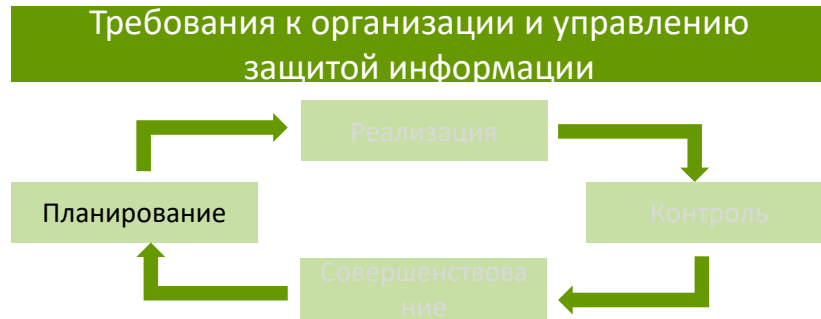 Требования к организации и управлению
защитой информации
Реализация
Планирование
Контроль
Совершенствова
ние